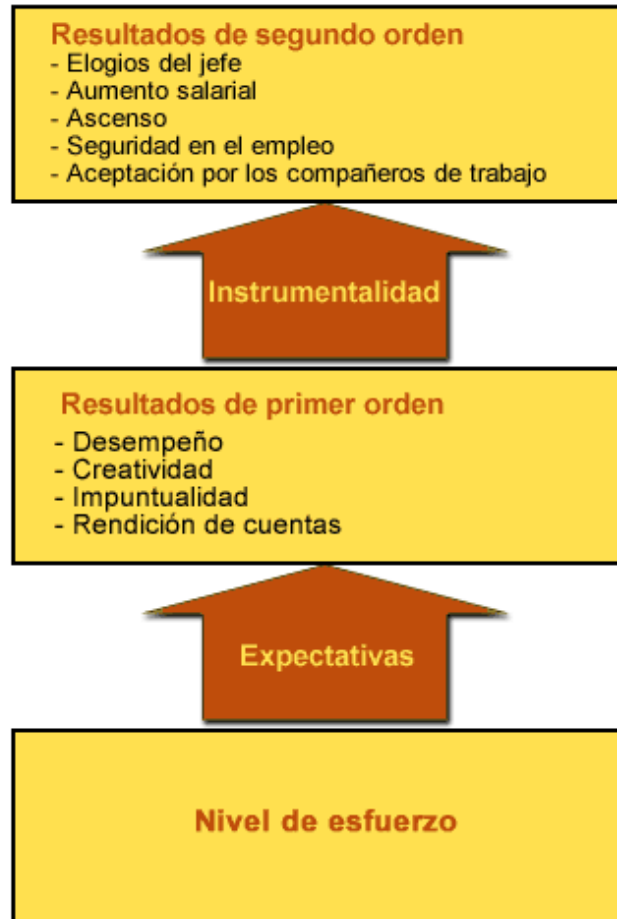 Resultados de segundo orden
- Elogios del jefe
- Aumento salarial
- Ascenso
- Seguridad en el empleo
- Aceptación por los compañeros de trabajo
Instrumentalidad
Resultados de primer orden
- Desempeño
- Creatividad
- Impuntualidad
- Rendición de cuentas
Expectativas
Nivel de esfuerzo